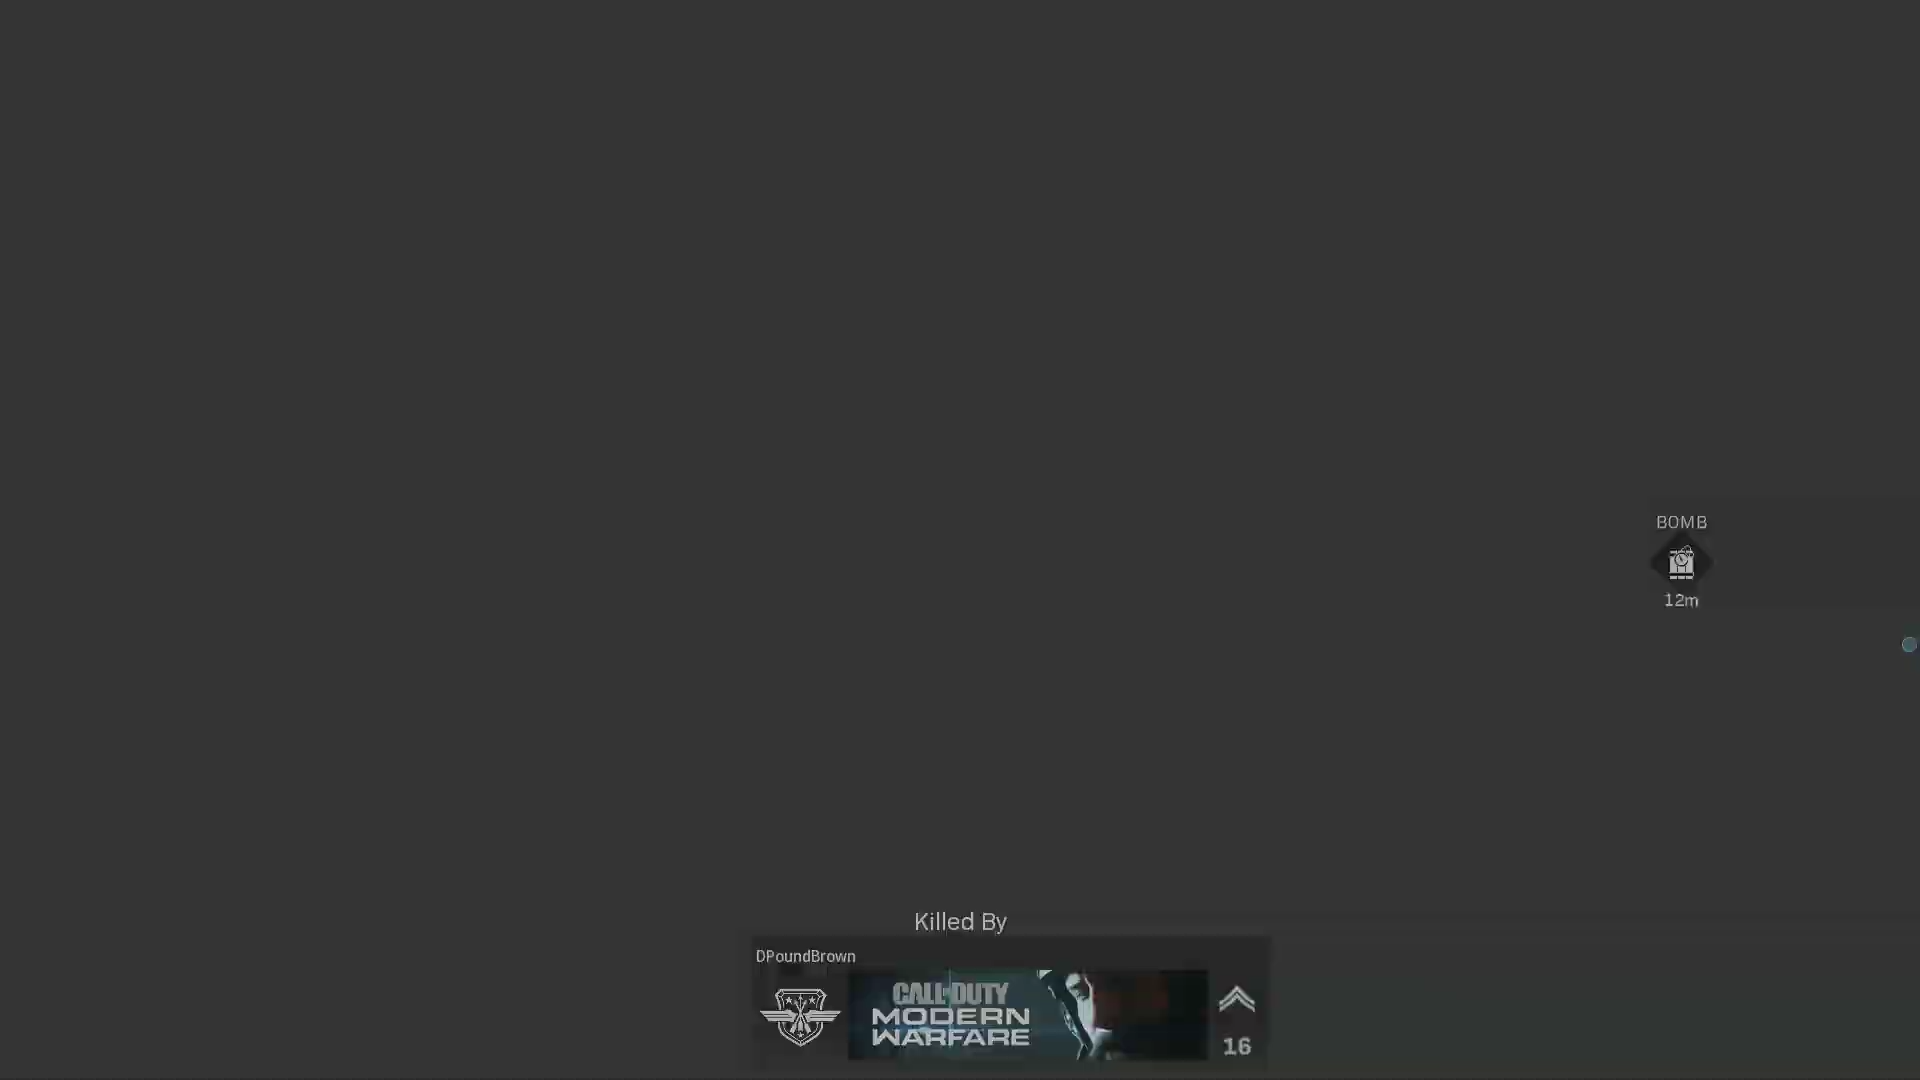 BOMB
12m
Killed By
DPoundBrown
CALL OF DUTY
MODERN
WARFARE
16